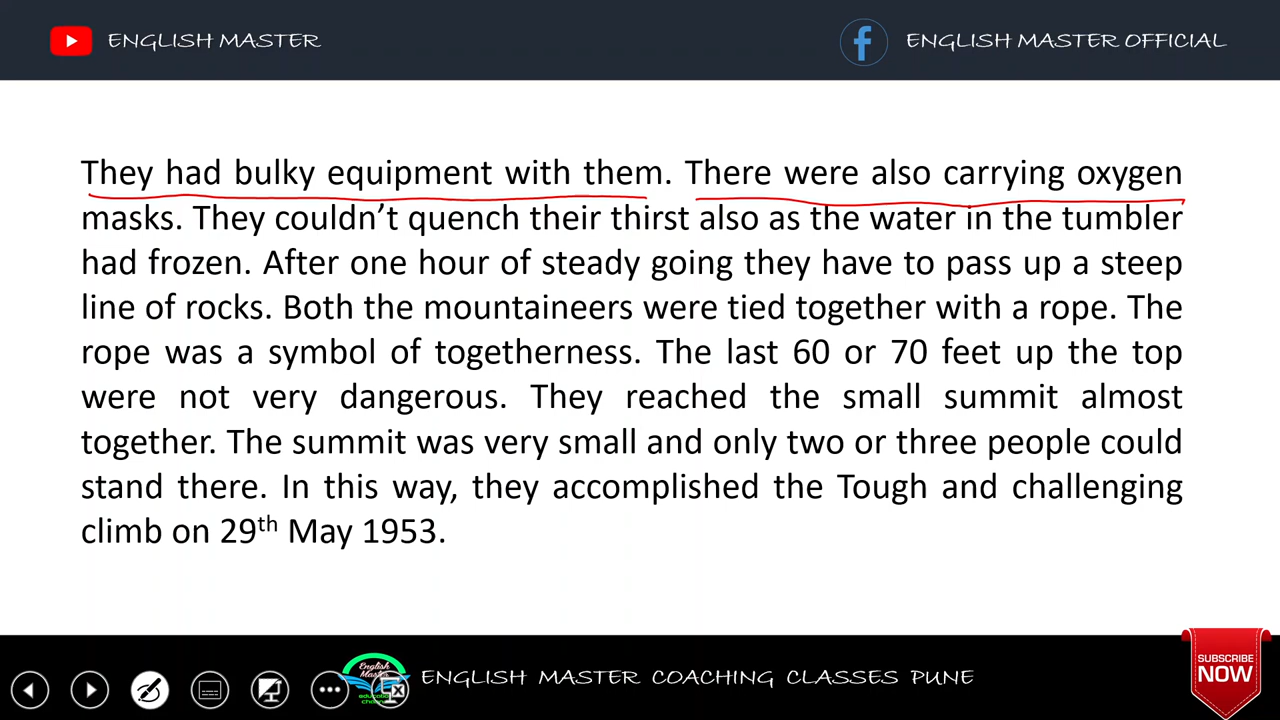 ENGLISH MASTER
ENGLISH MASTER OFFICIAL
They had bulky equipment with them. There were also carrying oxygen
masks. They couldn't quench their thirst also as the water in the tumbler
had frozen. After one hour of steady going they have to pass up a steep
line of rocks. Both the mountaineers were tied together with a rope. The
rope was a symbol of togetherness. The last 60 or 70 feet up the top
were not very dangerous. They reached the small summit almost
together. The summit was very small and only two or three people could
stand there. In this way, they accomplished the Tough and challenging
climb on 29th May 1953.
English
Master
ENGLISH MASTER COACHING CLASSES PUNE
SUBSCRIBE
NOW